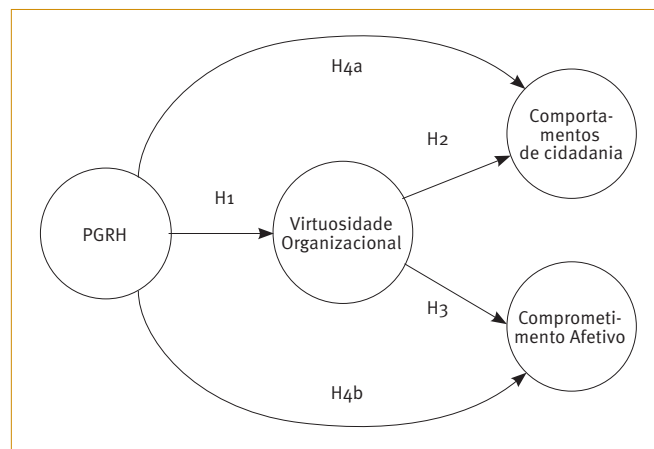 H4a
Comporta-
mentos
de cidadania
H2
H1
PGRH
Virtuosidade
Organizacional
H3
Comprometi-
mento Afetivo
H4b